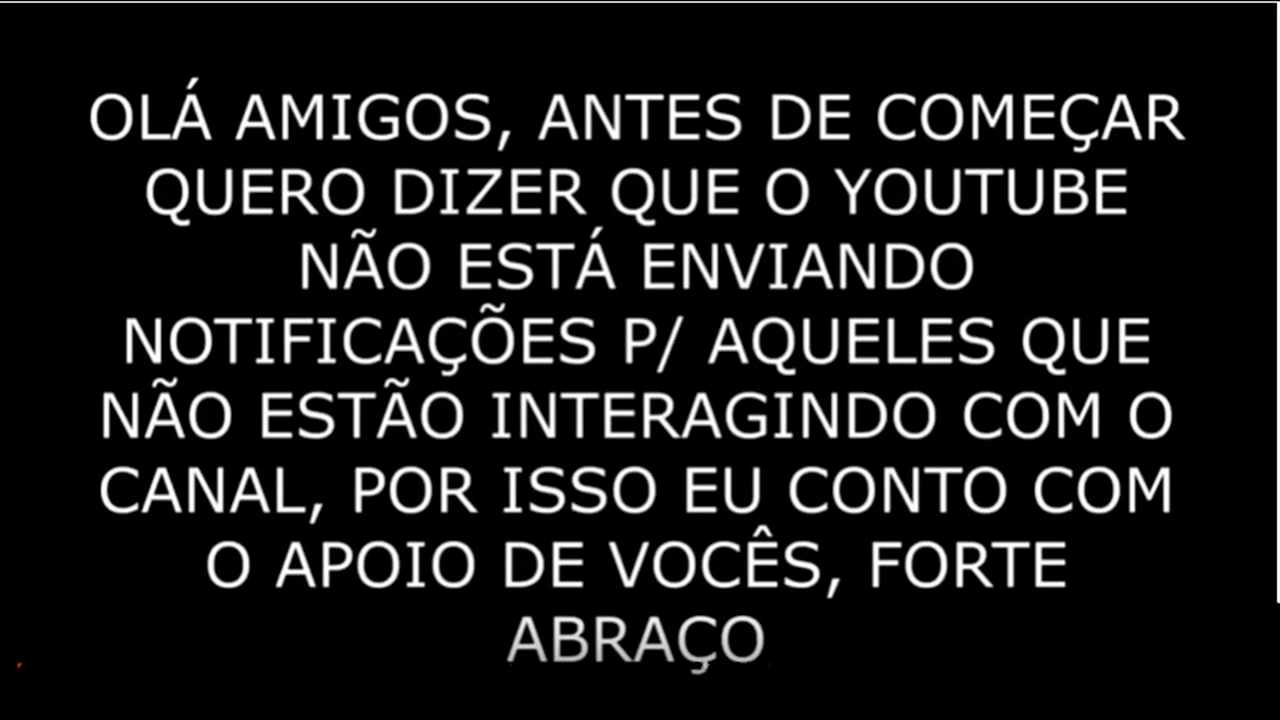 OLÁ AMIGOS, ANTES DE COMEÇAR
QUERO DIZER QUE O YOUTUBE
NÃO ESTÁ ENVIANDO
NOTIFICAÇÕES P/ AQUELES QUE
NÃO ESTÃO INTERAGINDO COM O
CANAL, POR ISSO EU CONTO COM
O APOIO DE VOCÊS, FORTE
ABRAÇO